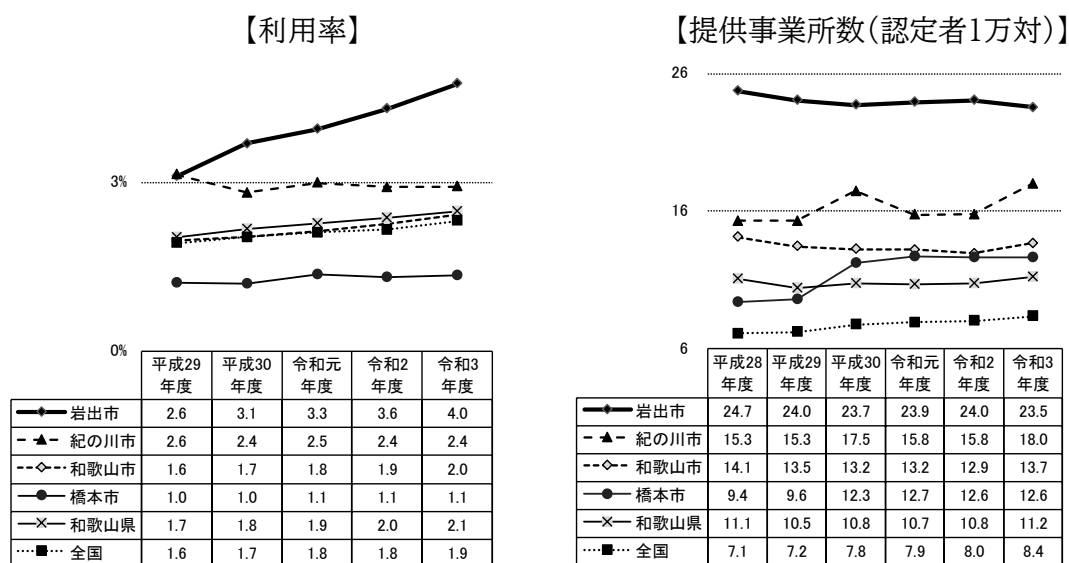 【利用率】
3%
0%
平成29年度 平成30年度 令和元年度 令和2年度 令和3年度
岩出市 2.6 3.1 3.3 3.6 4.0
紀の川市 2.6 2.4 2.5 2.4 2.4
和歌山市 1.6 1.7 1.8 1.9 2.0
橋本市 1.0 1.0 1.1 1.1 1.1
和歌山県 1.7 1.8 1.9 2.0 2.1
全国 1.6 1.7 1.8 1.8 1.9
【提供事業所数(認定者1万対)】
26
16
6
平成28年度 平成29年度 平成30年度 令和元年度 令和2年度 令和3年度
岩出市 24.7 24.0 23.7 23.9 24.0 23.5
紀の川市 15.3 15.3 17.5 15.8 15.8 18.0
和歌山市 14.1 13.5 13.2 13.2 12.9 13.7
橋本市 9.4 9.6 12.3 12.7 12.6 12.6
和歌山県 11.1 10.5 10.8 10.7 10.8 11.2
全国 7.1 7.2 7.8 7.9 8.0 8.4